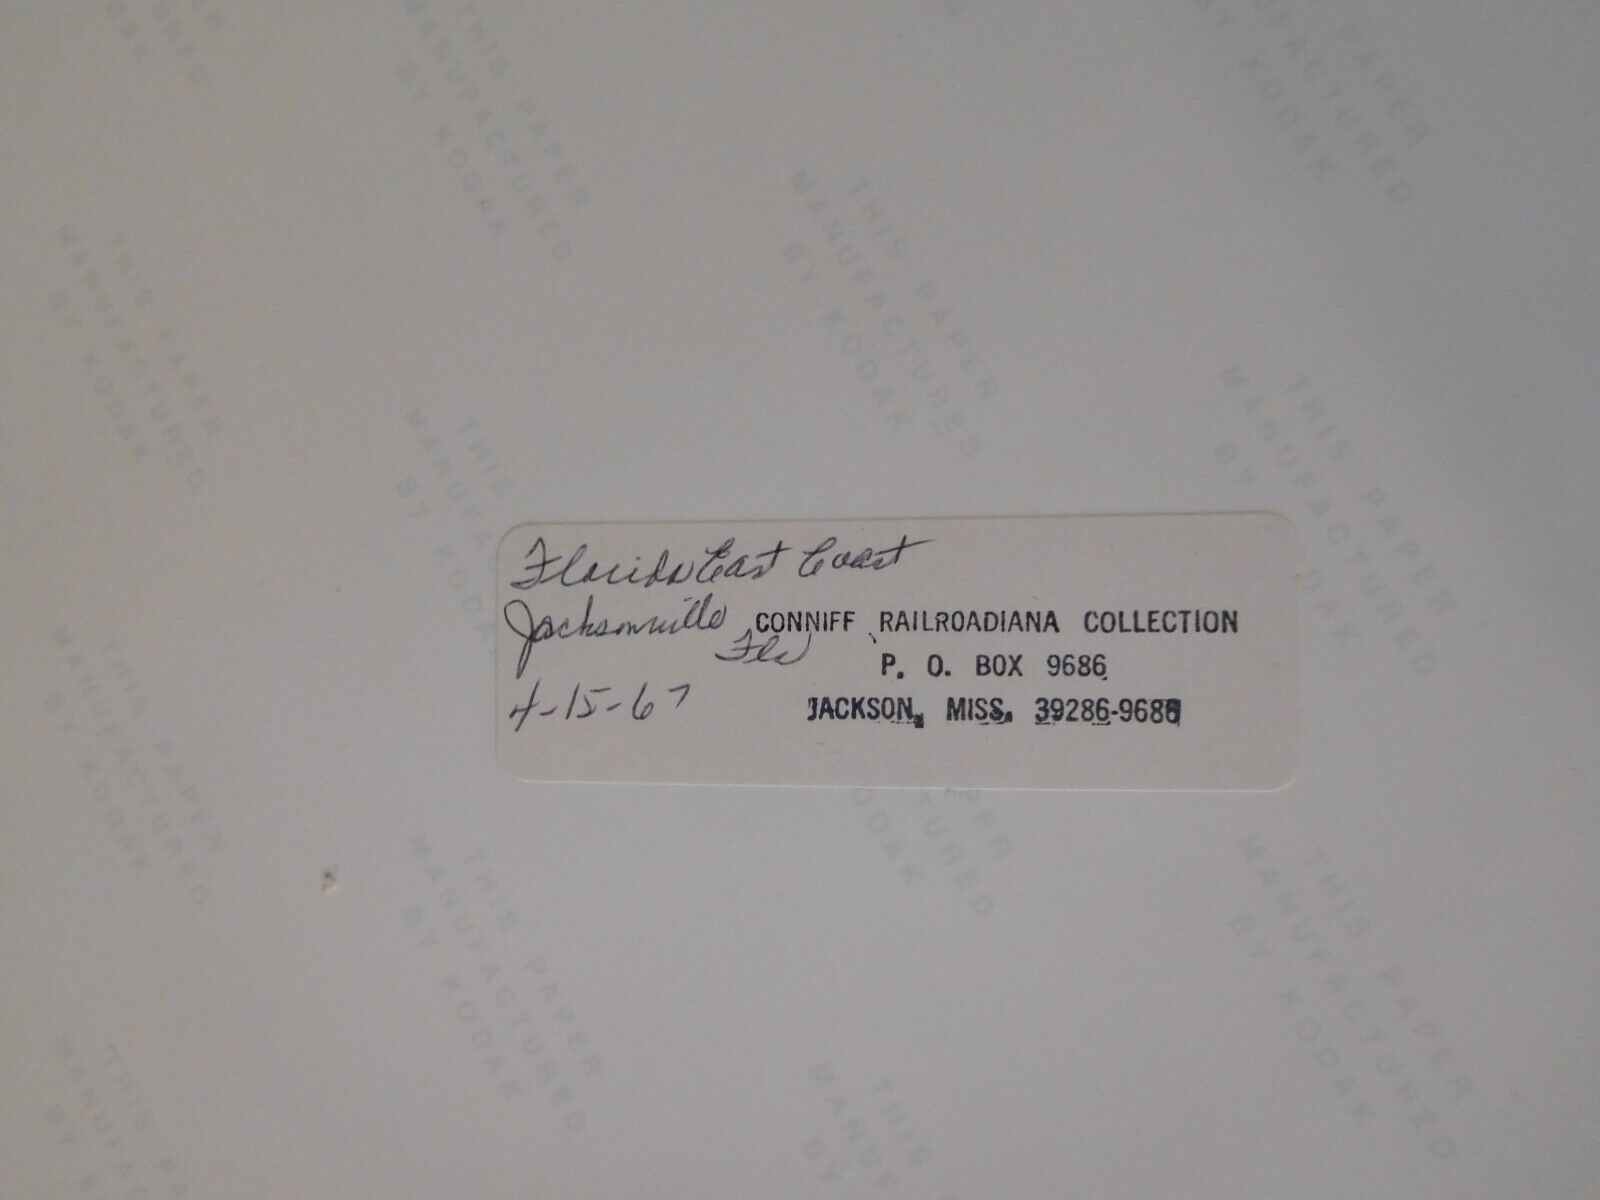 THIS PAPER
MANUFACTURED
BY KODAK
Florida East Coast
Jacksonville CONNIFF RAILROADIANA COLLECTION
Fla P. O. BOX 9686
4-15-67 JACKSON, MISS. 39286-9686